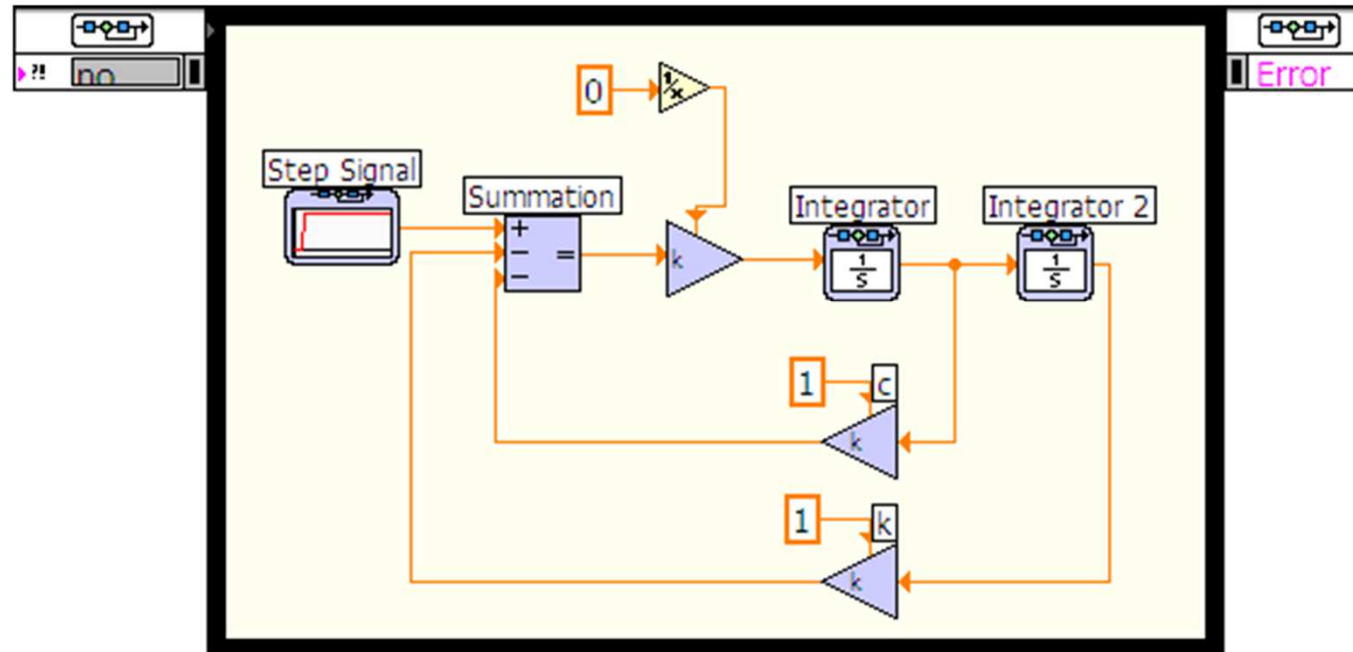 ?! no
Error
0
1/x
Step Signal
Summation
Integrator
Integrator 2
+
−
−
=
k
1/S
1/S
1
c
k
1
k
k